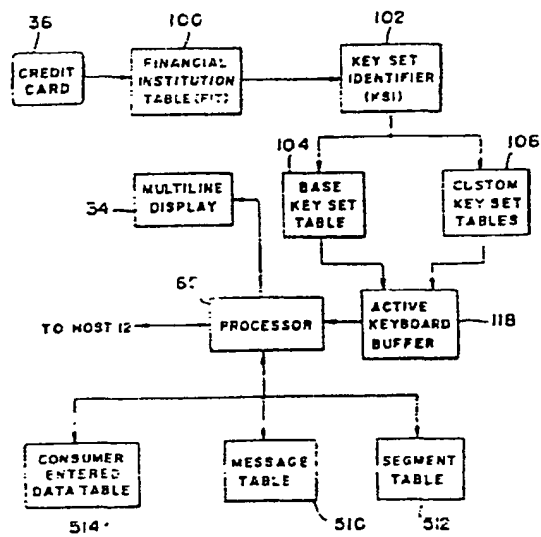 36
100
102
CREDIT
CARD
FINANCIAL
INSTITUTION
TABLE (FIT)
KEY SET
IDENTIFIER
(KSI)
104
106
MULTILINE
DISPLAY
34
BASE
KEY SET
TABLE
CUSTOM
KEY SET
TABLES
65
TO HOST 12
PROCESSOR
ACTIVE
KEYBOARD
BUFFER
118
CONSUMER
ENTERED
DATA TABLE
MESSAGE
TABLE
SEGMENT
TABLE
514
510
512